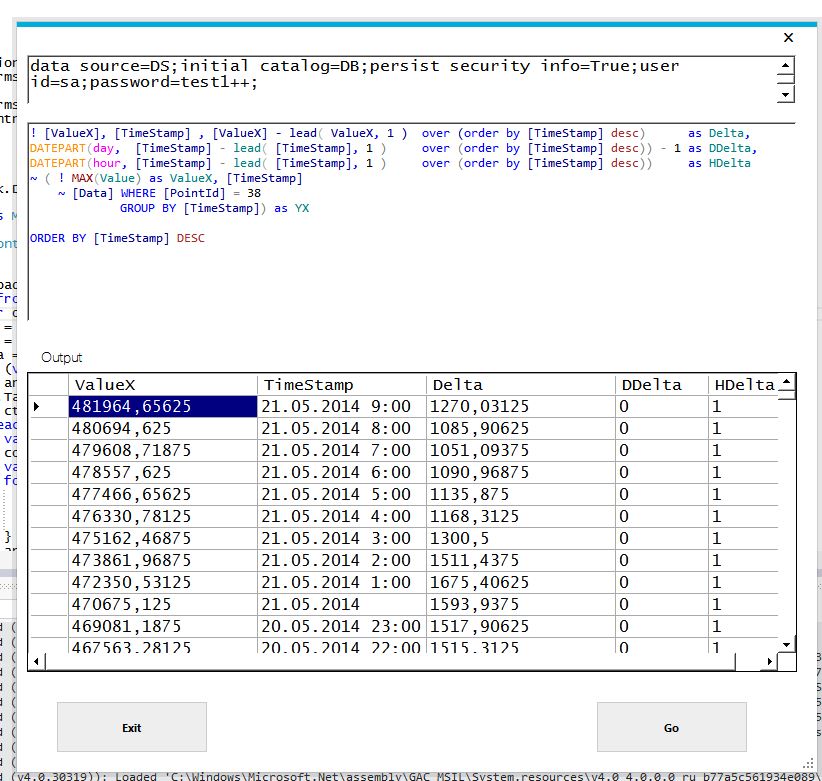 data source=DS;initial catalog=DB;persist security info=True;user
id=sa;password=test1++;
! [ValueX], [TimeStamp] , [ValueX] - lead( ValueX, 1 ) over (order by [TimeStamp] desc) as Delta,
DATEPART(day, [TimeStamp] - lead( [TimeStamp], 1 ) over (order by [TimeStamp] desc)) - 1 as DDelta,
DATEPART(hour, [TimeStamp] - lead( [TimeStamp], 1 ) over (order by [TimeStamp] desc)) as HDelta
~ ( ! MAX(Value) as ValueX, [TimeStamp]
~ [Data] WHERE [PointId] = 38
GROUP BY [TimeStamp]) as YX
ORDER BY [TimeStamp] DESC
Output
ValueX TimeStamp Delta DDelta HDelta
481964,65625 21.05.2014 9:00 1270,03125 0 1
480694,625 21.05.2014 8:00 1085,90625 0 1
479608,71875 21.05.2014 7:00 1051,09375 0 1
478557,625 21.05.2014 6:00 1090,96875 0 1
477466,65625 21.05.2014 5:00 1135,875 0 1
476330,78125 21.05.2014 4:00 1168,3125 0 1
475162,46875 21.05.2014 3:00 1300,5 0 1
473861,96875 21.05.2014 2:00 1511,4375 0 1
472350,53125 21.05.2014 1:00 1675,40625 0 1
470675,125 21.05.2014 1593,9375 0 1
469081,1875 20.05.2014 23:00 1517,90625 0 1
467563,28125 20.05.2014 22:00 1515,3125 0 1
Exit Go
(v4.0.30319)): Loaded 'C:\Windows\Microsoft.Net\assembly\GAC_MSIL\System.resources\v4.0_4.0.0.0_ru_b77a5c561934e089\